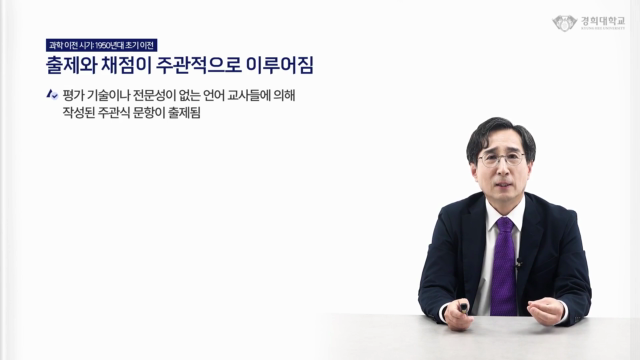 경희대학교
KYUNG HEE UNIVERSITY
과학 이전 시기: 1950년대 초기 이전
출제와 채점이 주관적으로 이루어짐
평가 기술이나 전문성이 없는 언어 교사들에 의해
작성된 주관식 문항이 출제됨